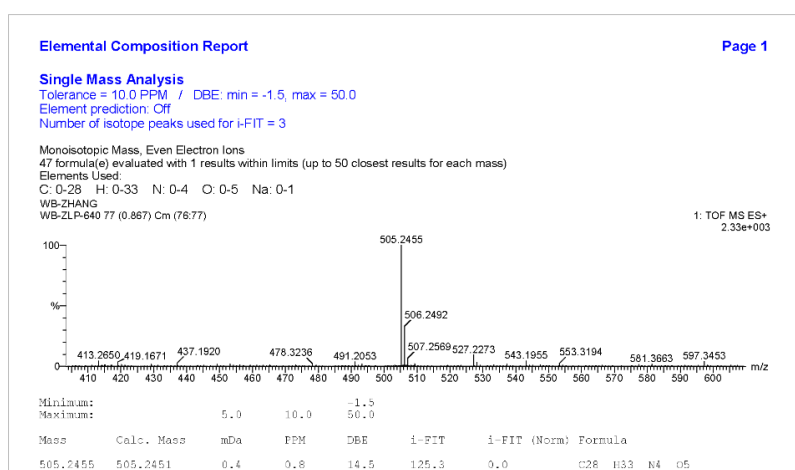 Elemental Composition Report Page 1
Single Mass Analysis
Tolerance = 10.0 PPM / DBE: min = -1.5, max = 50.0
Element prediction: Off
Number of isotope peaks used for i-FIT = 3
Monoisotopic Mass, Even Electron Ions
47 formula(e) evaluated with 1 results within limits (up to 50 closest results for each mass)
Elements Used:
C: 0-28 H: 0-33 N: 0-4 O: 0-5 Na: 0-1
WB-ZHANG
WB-ZLP-640 77 (0.867) Cm (76:77) 1: TOF MS ES+
2.33e+003
505.2455
100
%
506.2492
507.2569 527.2273
413.2650 419.1671 437.1920 478.3236 491.2053 543.1955 553.3194 581.3663 597.3453
0 m/z
410 420 430 440 450 460 470 480 490 500 510 520 530 540 550 560 570 580 590 600
Minimum: -1.5
Maximum: 5.0 10.0 50.0
Mass Calc. Mass mDa PPM DBE i-FIT i-FIT (Norm) Formula
505.2455 505.2451 0.4 0.8 14.5 125.3 0.0 C28 H33 N4 O5